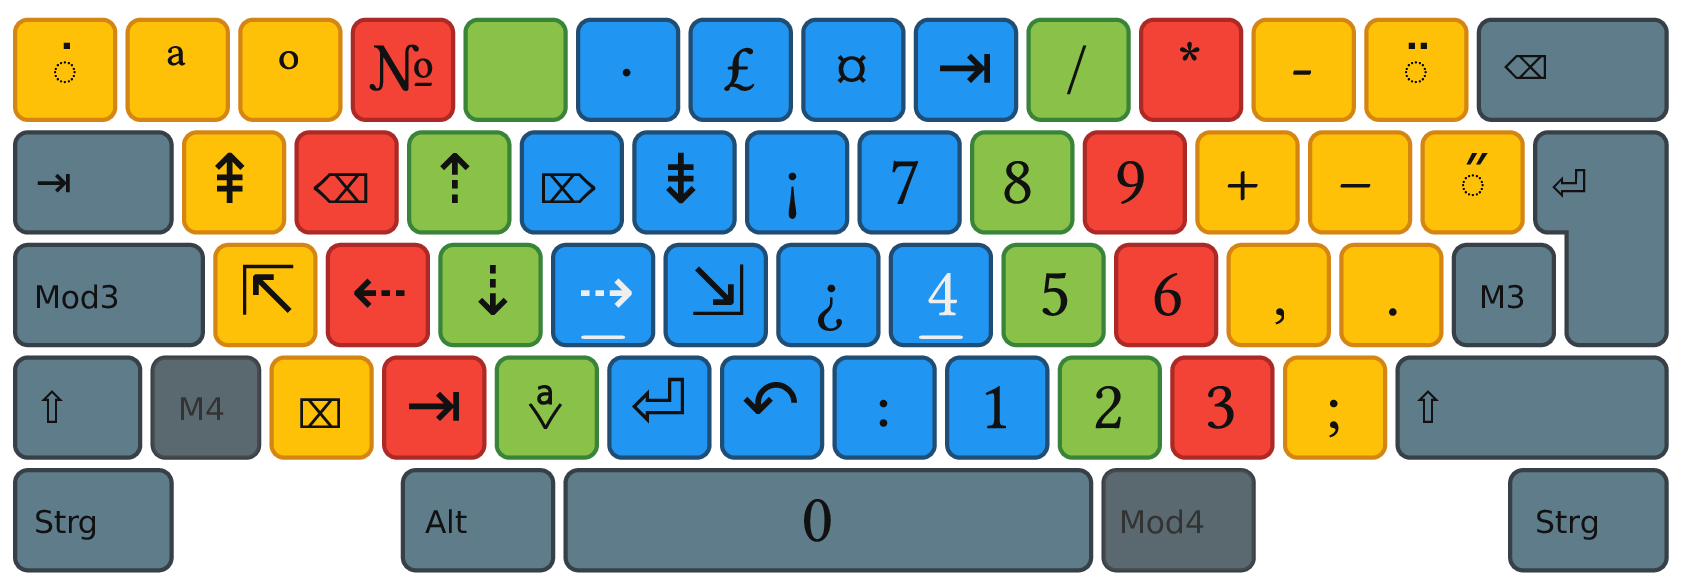 ˙ ª º № · £ ¤ ⇥ / * - ¨ ⌫
⇥ ⇞ ⌫ ⇡ ⌦ ⇟ ¡ 7 8 9 + − ˝ ⏎
Mod3 ⇱ ⇠ ⇣ ⇢ ⇲ ¿ 4 5 6 , . M3
⇧ M4 ⌧ ⇥ ⎀ ⏎ ↶ : 1 2 3 ; ⇧
Strg Alt 0 Mod4 Strg